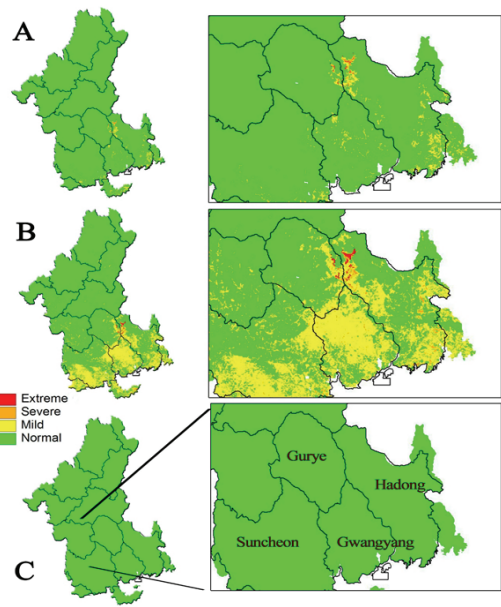 A
B
Extreme
Severe
Mild
Normal
Gurye
Hadong
Suncheon
Gwangyang
C